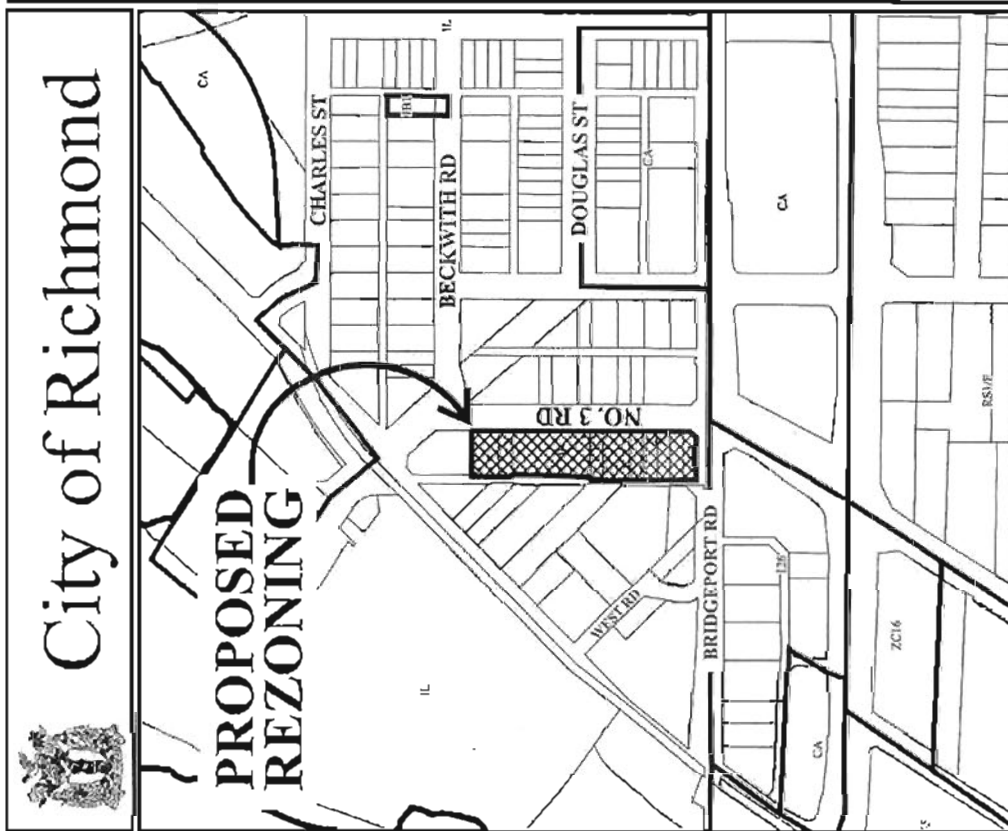 City of Richmond
PROPOSED
REZONING
CA
IL
CHARLES ST
BECKWITH RD
DOUGLAS ST
CA
CA
NO. 3 RD
WEST RD
BRIDGEPORT RD
IL
CA
ZC16
RS1/F